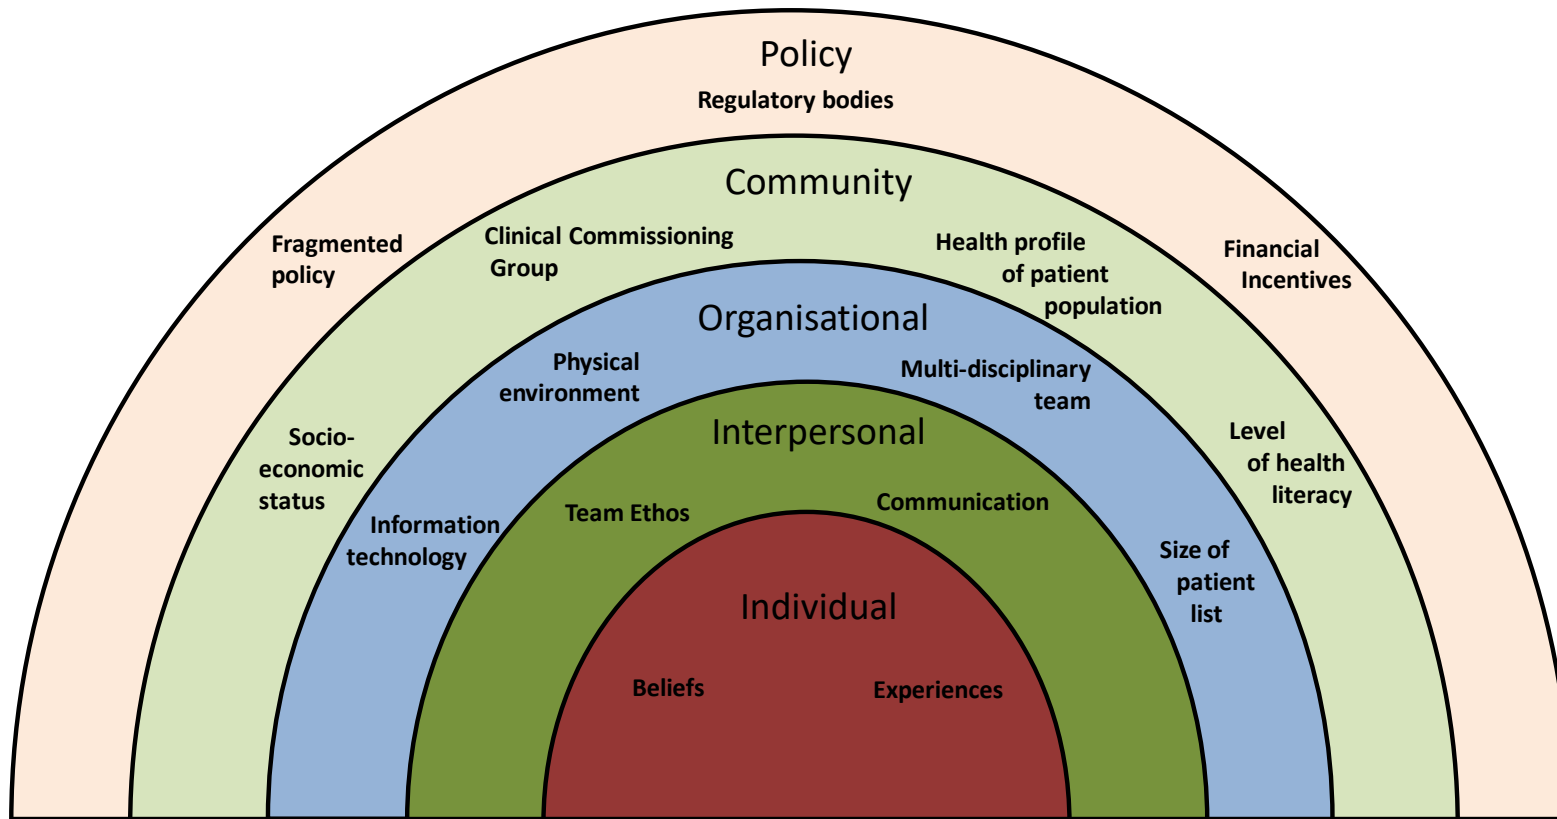 Policy
Regulatory bodies
Fragmented
policy
Financial
Incentives
Community
Clinical Commissioning
Group
Health profile
of patient
population
Socio-
economic
status
Level
of health
literacy
Organisational
Physical
environment
Multi-disciplinary
team
Information
technology
Size of
patient
list
Interpersonal
Team Ethos
Communication
Individual
Beliefs
Experiences